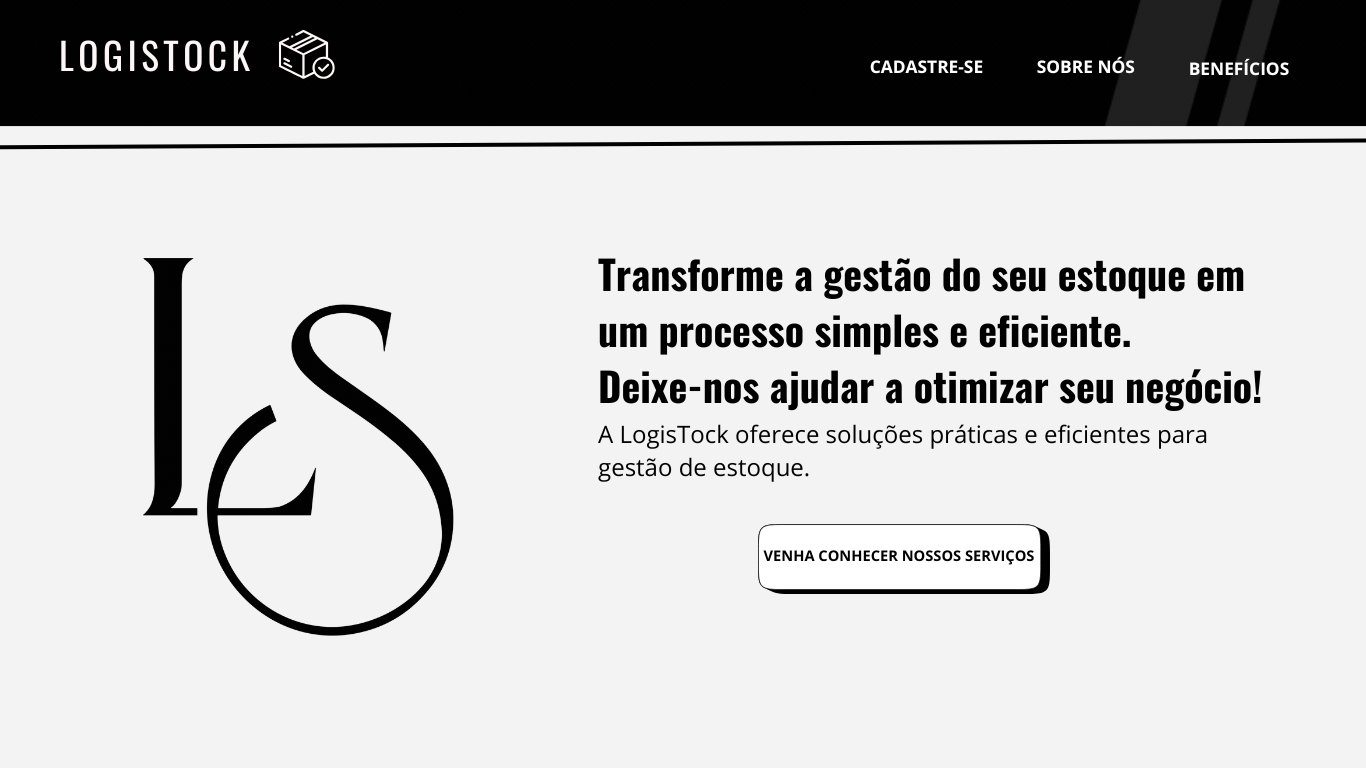 LOGISTOCK
CADASTRE-SE SOBRE NÓS BENEFÍCIOS
LS
Transforme a gestão do seu estoque em
um processo simples e eficiente.
Deixe-nos ajudar a otimizar seu negócio!
A LogisTock oferece soluções práticas e eficientes para
gestão de estoque.
VENHA CONHECER NOSSOS SERVIÇOS